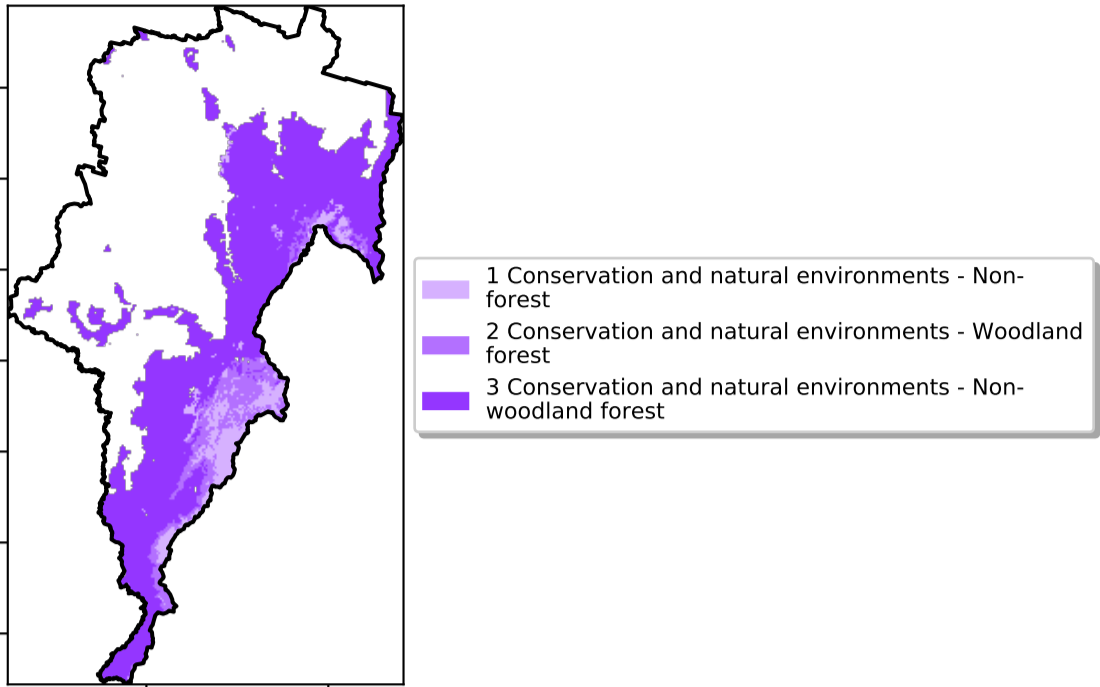 1 Conservation and natural environments - Non-
forest
2 Conservation and natural environments - Woodland
forest
3 Conservation and natural environments - Non-
woodland forest